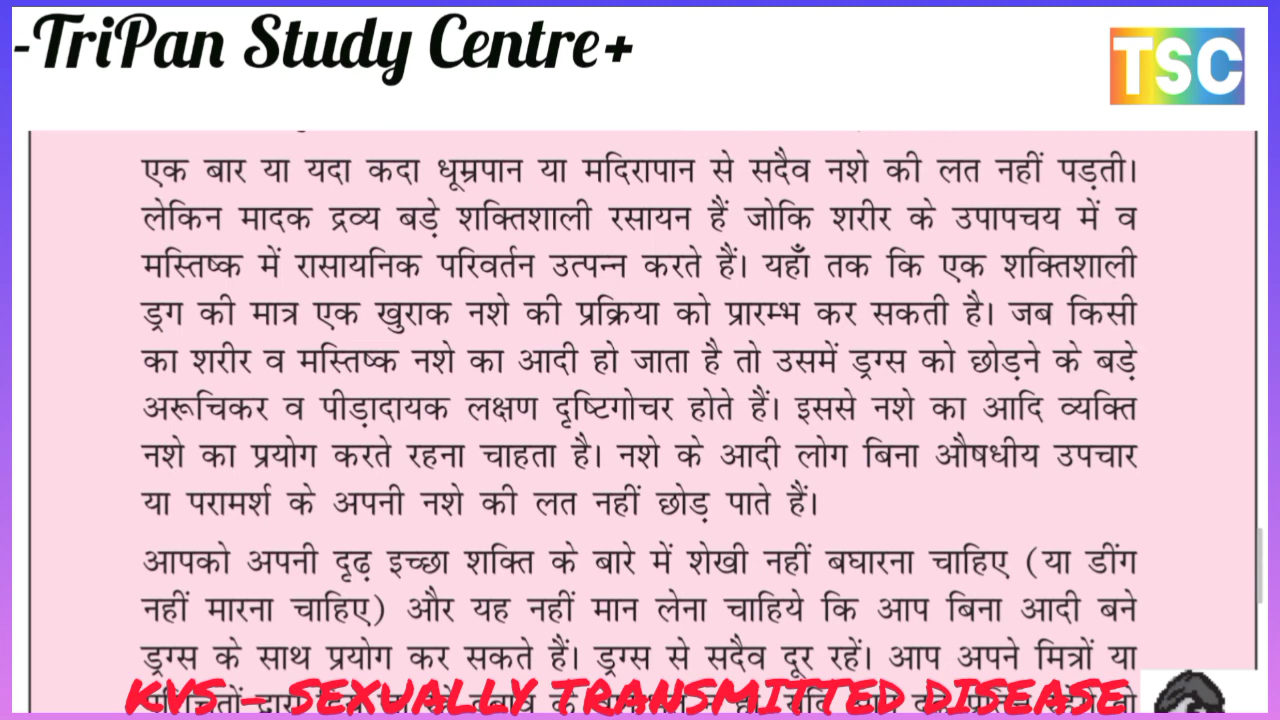 -TriPan Study Centre+
TSC
एक बार या यदा कदा धूम्रपान या मदिरापान से सदैव नशे की लत नहीं पड़ती।
लेकिन मादक द्रव्य बड़े शक्तिशाली रसायन हैं जोकि शरीर के उपापचय में व
मस्तिष्क में रासायनिक परिवर्तन उत्पन्न करते हैं। यहाँ तक कि एक शक्तिशाली
ड्रग की मात्र एक खुराक नशे की प्रक्रिया को प्रारम्भ कर सकती है। जब किसी
का शरीर व मस्तिष्क नशे का आदी हो जाता है तो उसमें ड्रग्स को छोड़ने के बड़े
अरूचिकर व पीड़ादायक लक्षण दृष्टिगोचर होते हैं। इससे नशे का आदि व्यक्ति
नशे का प्रयोग करते रहना चाहता है। नशे के आदी लोग बिना औषधीय उपचार
या परामर्श के अपनी नशे की लत नहीं छोड़ पाते हैं।
आपको अपनी दृढ़ इच्छा शक्ति के बारे में शेखी नहीं बघारना चाहिए (या डींग
नहीं मारना चाहिए) और यह नहीं मान लेना चाहिये कि आप बिना आदी बने
ड्रग्स के साथ प्रयोग कर सकते हैं। ड्रग्स से सदैव दूर रहें। आप अपने मित्रों या
KVS - SEXUALLY TRANSMITTED DISEASE